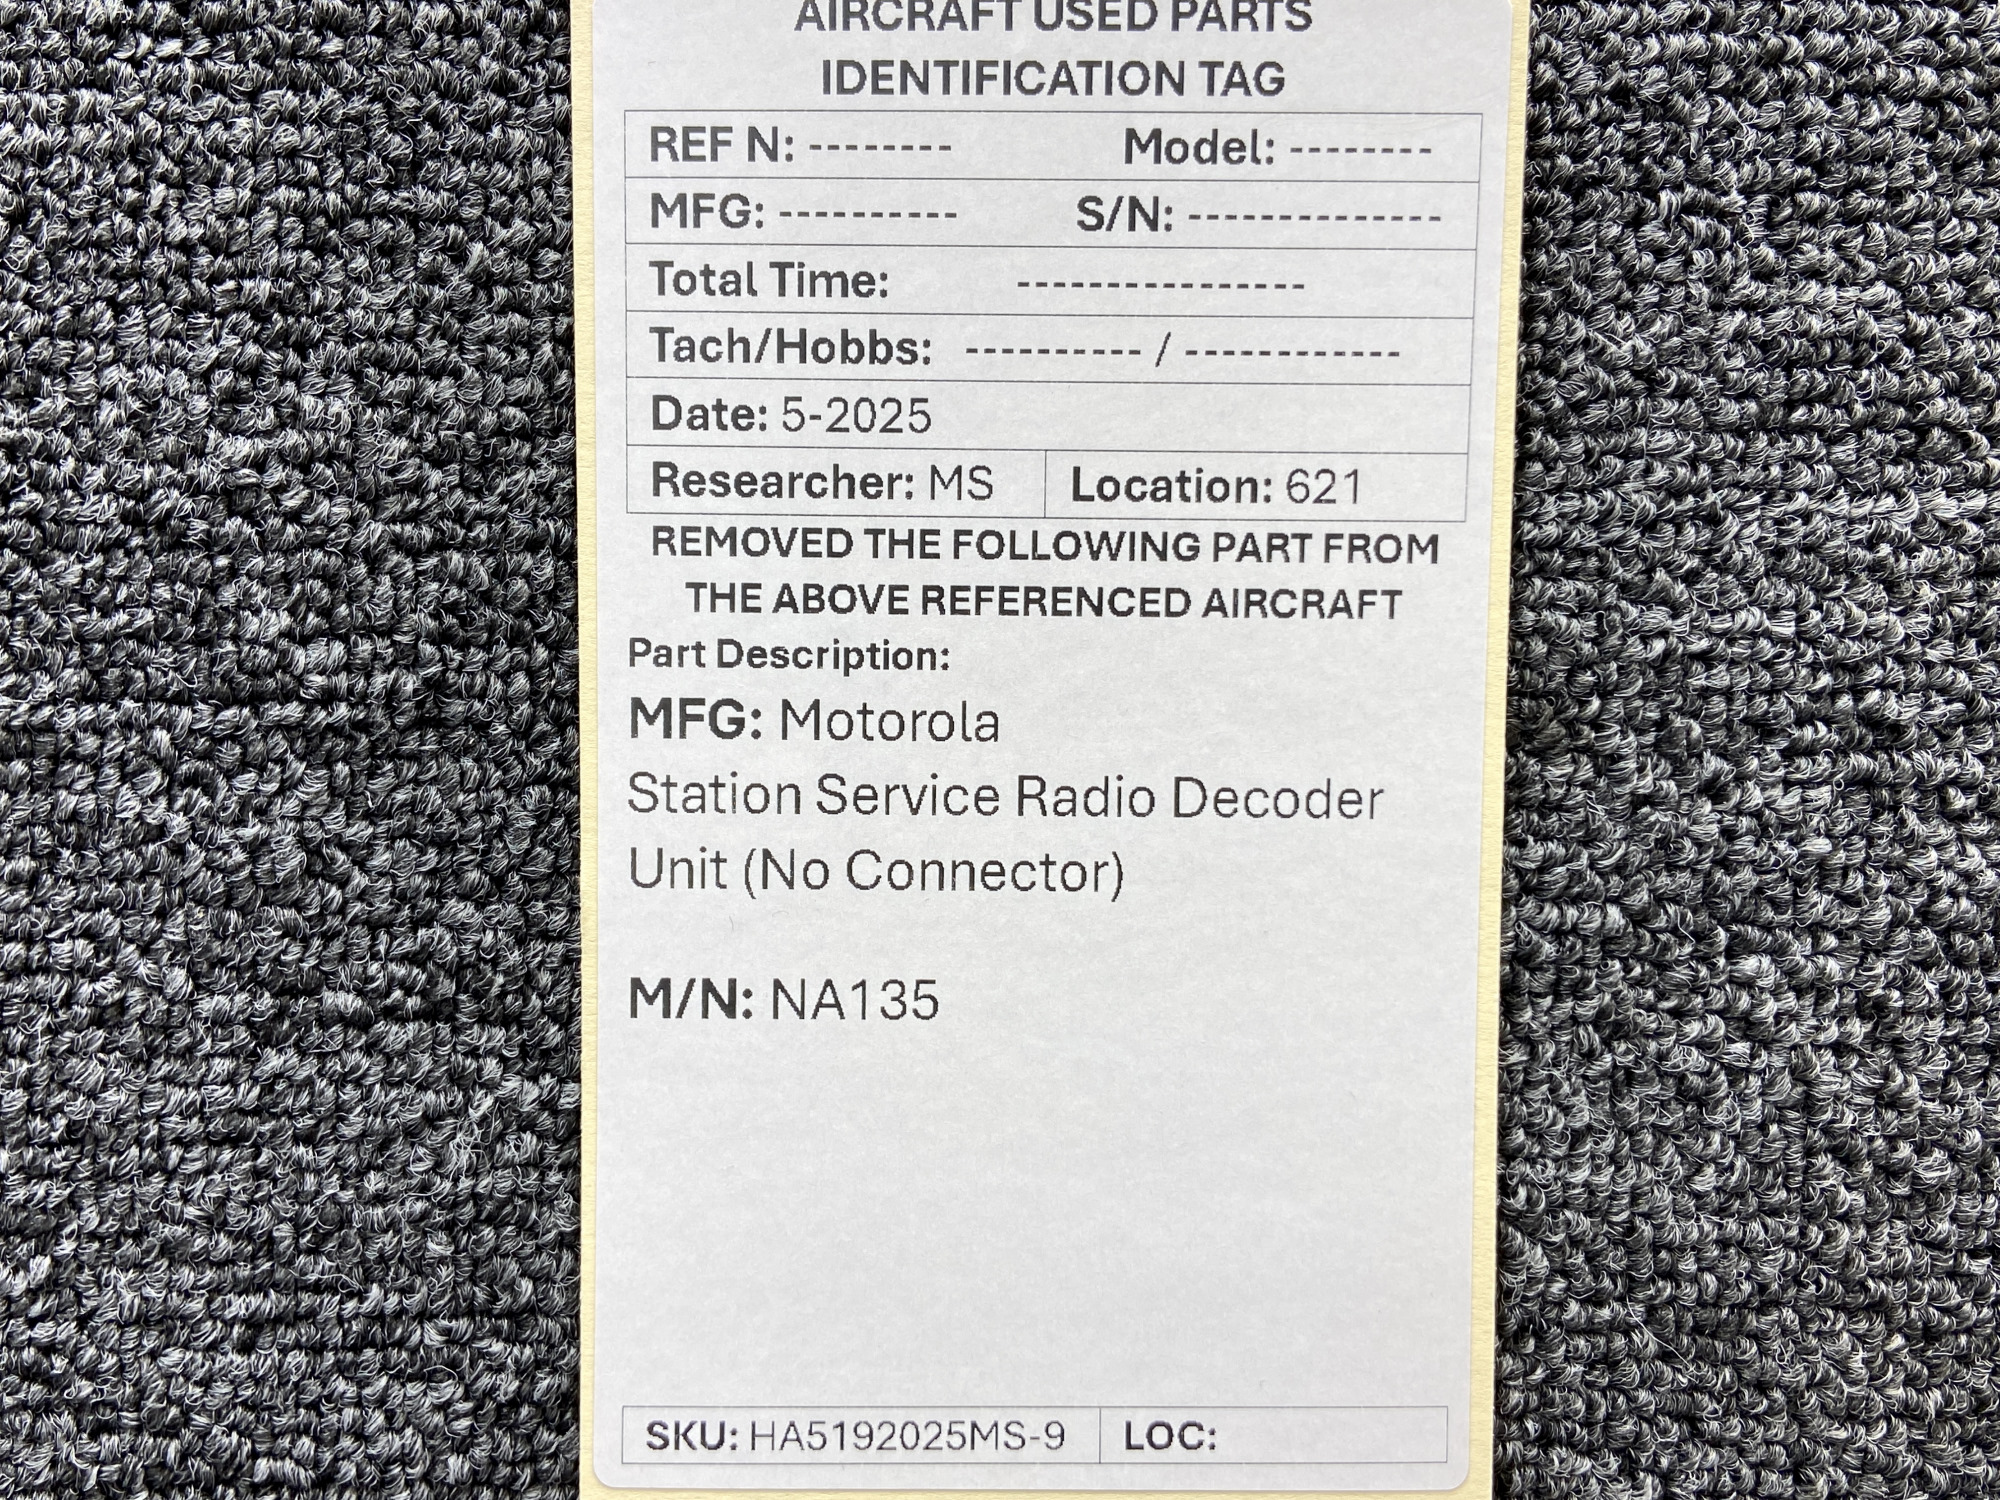 AIRCRAFT USED PARTS
IDENTIFICATION TAG
REF N: -------- Model: --------
MFG: ---------- S/N: --------------
Total Time: ----------------
Tach/Hobbs: ---------- / ------------
Date: 5-2025
Researcher: MS Location: 621
REMOVED THE FOLLOWING PART FROM
THE ABOVE REFERENCED AIRCRAFT
Part Description:
MFG: Motorola
Station Service Radio Decoder
Unit (No Connector)
M/N: NA135
SKU: HA5192025MS-9 LOC: